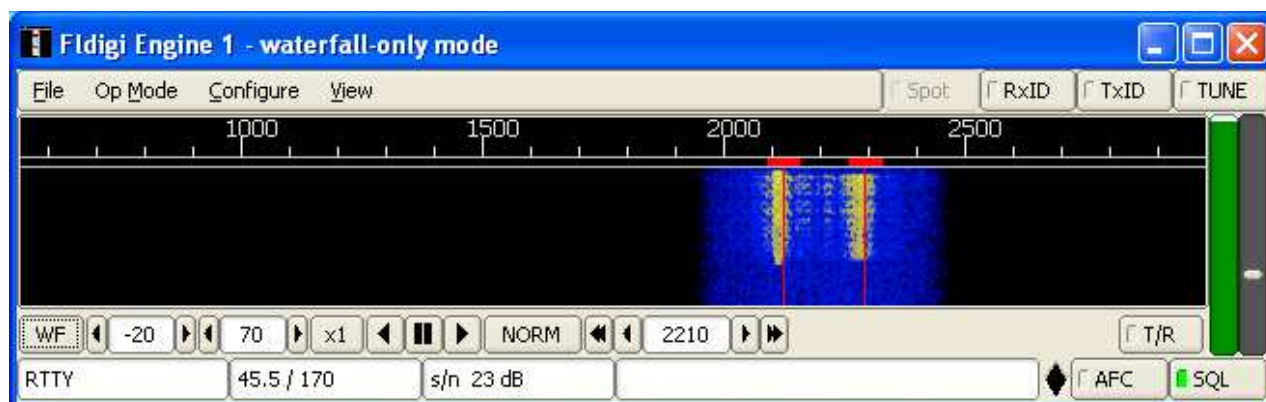 Fldigi Engine 1 - waterfall-only mode
File Op Mode Configure View Spot RxID TxID TUNE
1000 1500 2000 2500
WF -20 70 x1 NORM 2210 T/R
RTTY 45.5 / 170 s/n 23 dB AFC SQL